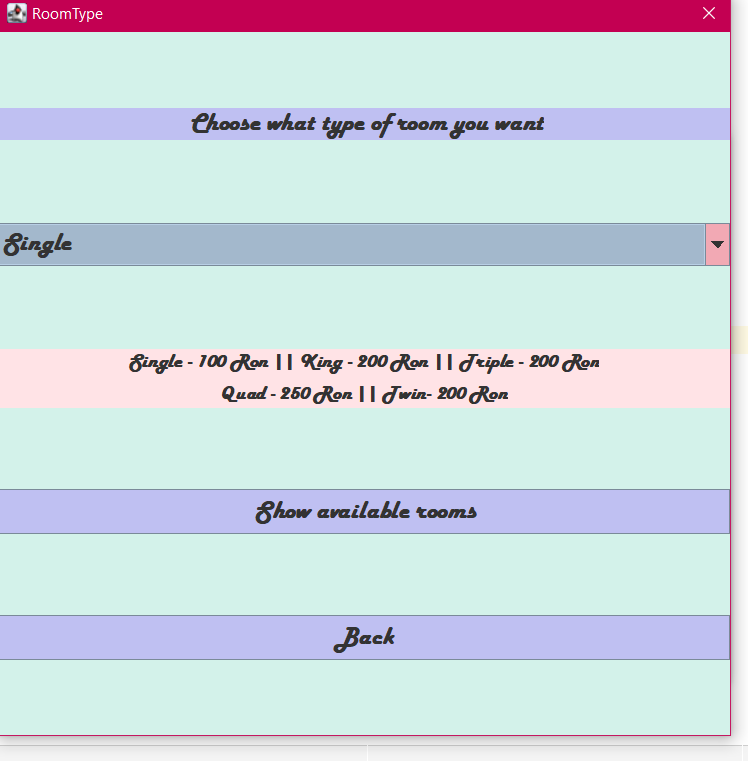 RoomType
Choose what type of room you want
Single
Single - 100 Ron || King - 200 Ron || Triple - 200 Ron
Quad - 250 Ron || Twin- 200 Ron
Show available rooms
Back